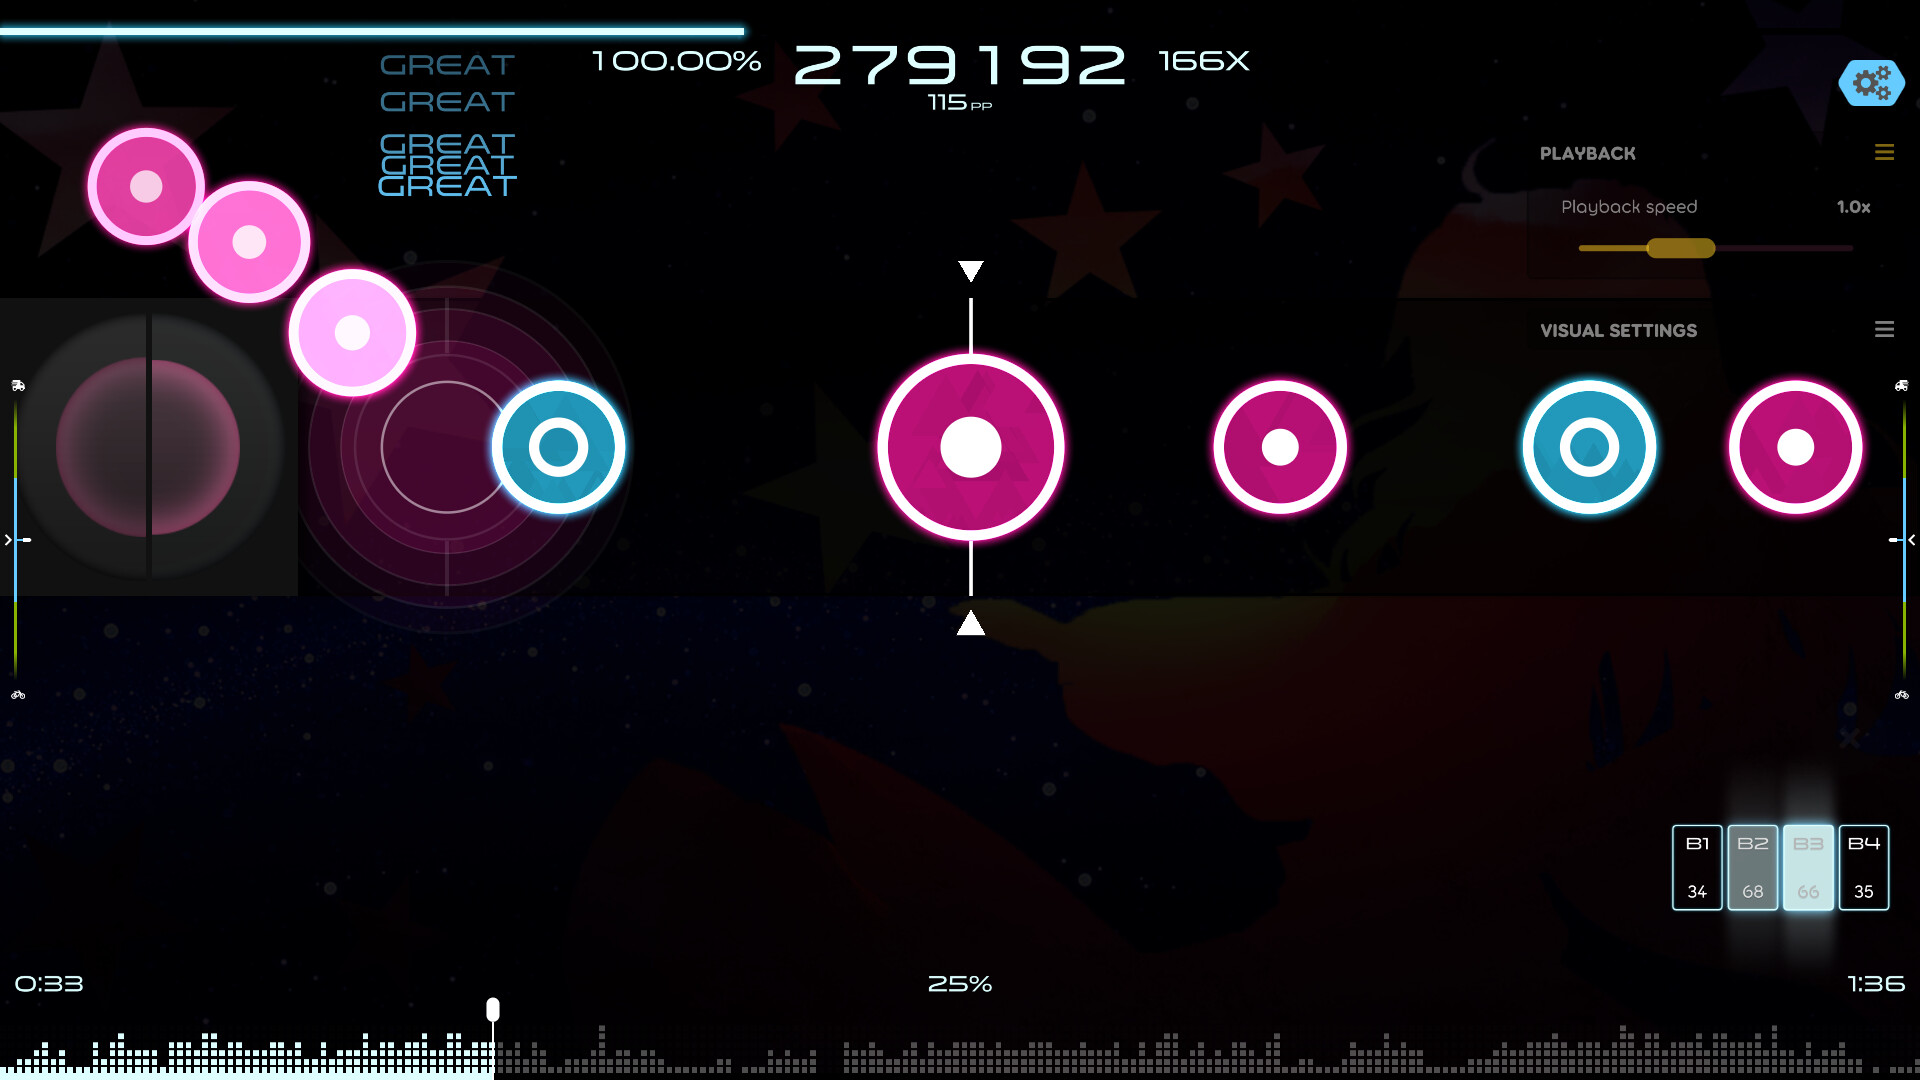 100.00% 279192 166X
115 PP
GREAT
GREAT
GREAT
GREAT
GREAT
PLAYBACK
Playback speed 1.0x
VISUAL SETTINGS
B1 B2 B3 B4
34 68 66 35
0:33 25% 1:36